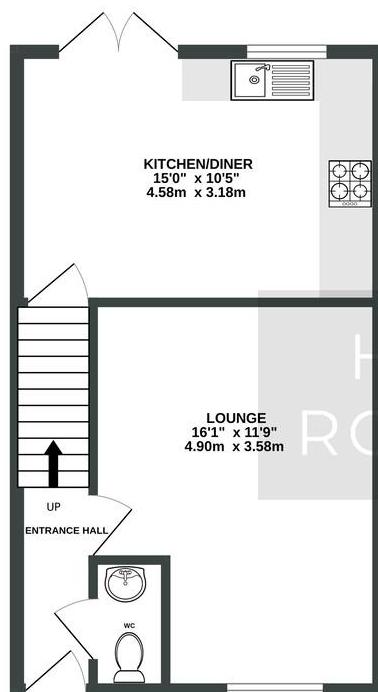 KITCHEN/DINER
15'0" x 10'5"
4.58m x 3.18m
LOUNGE
16'1" x 11'9"
4.90m x 3.58m
H
RO
UP
ENTRANCE HALL
WC